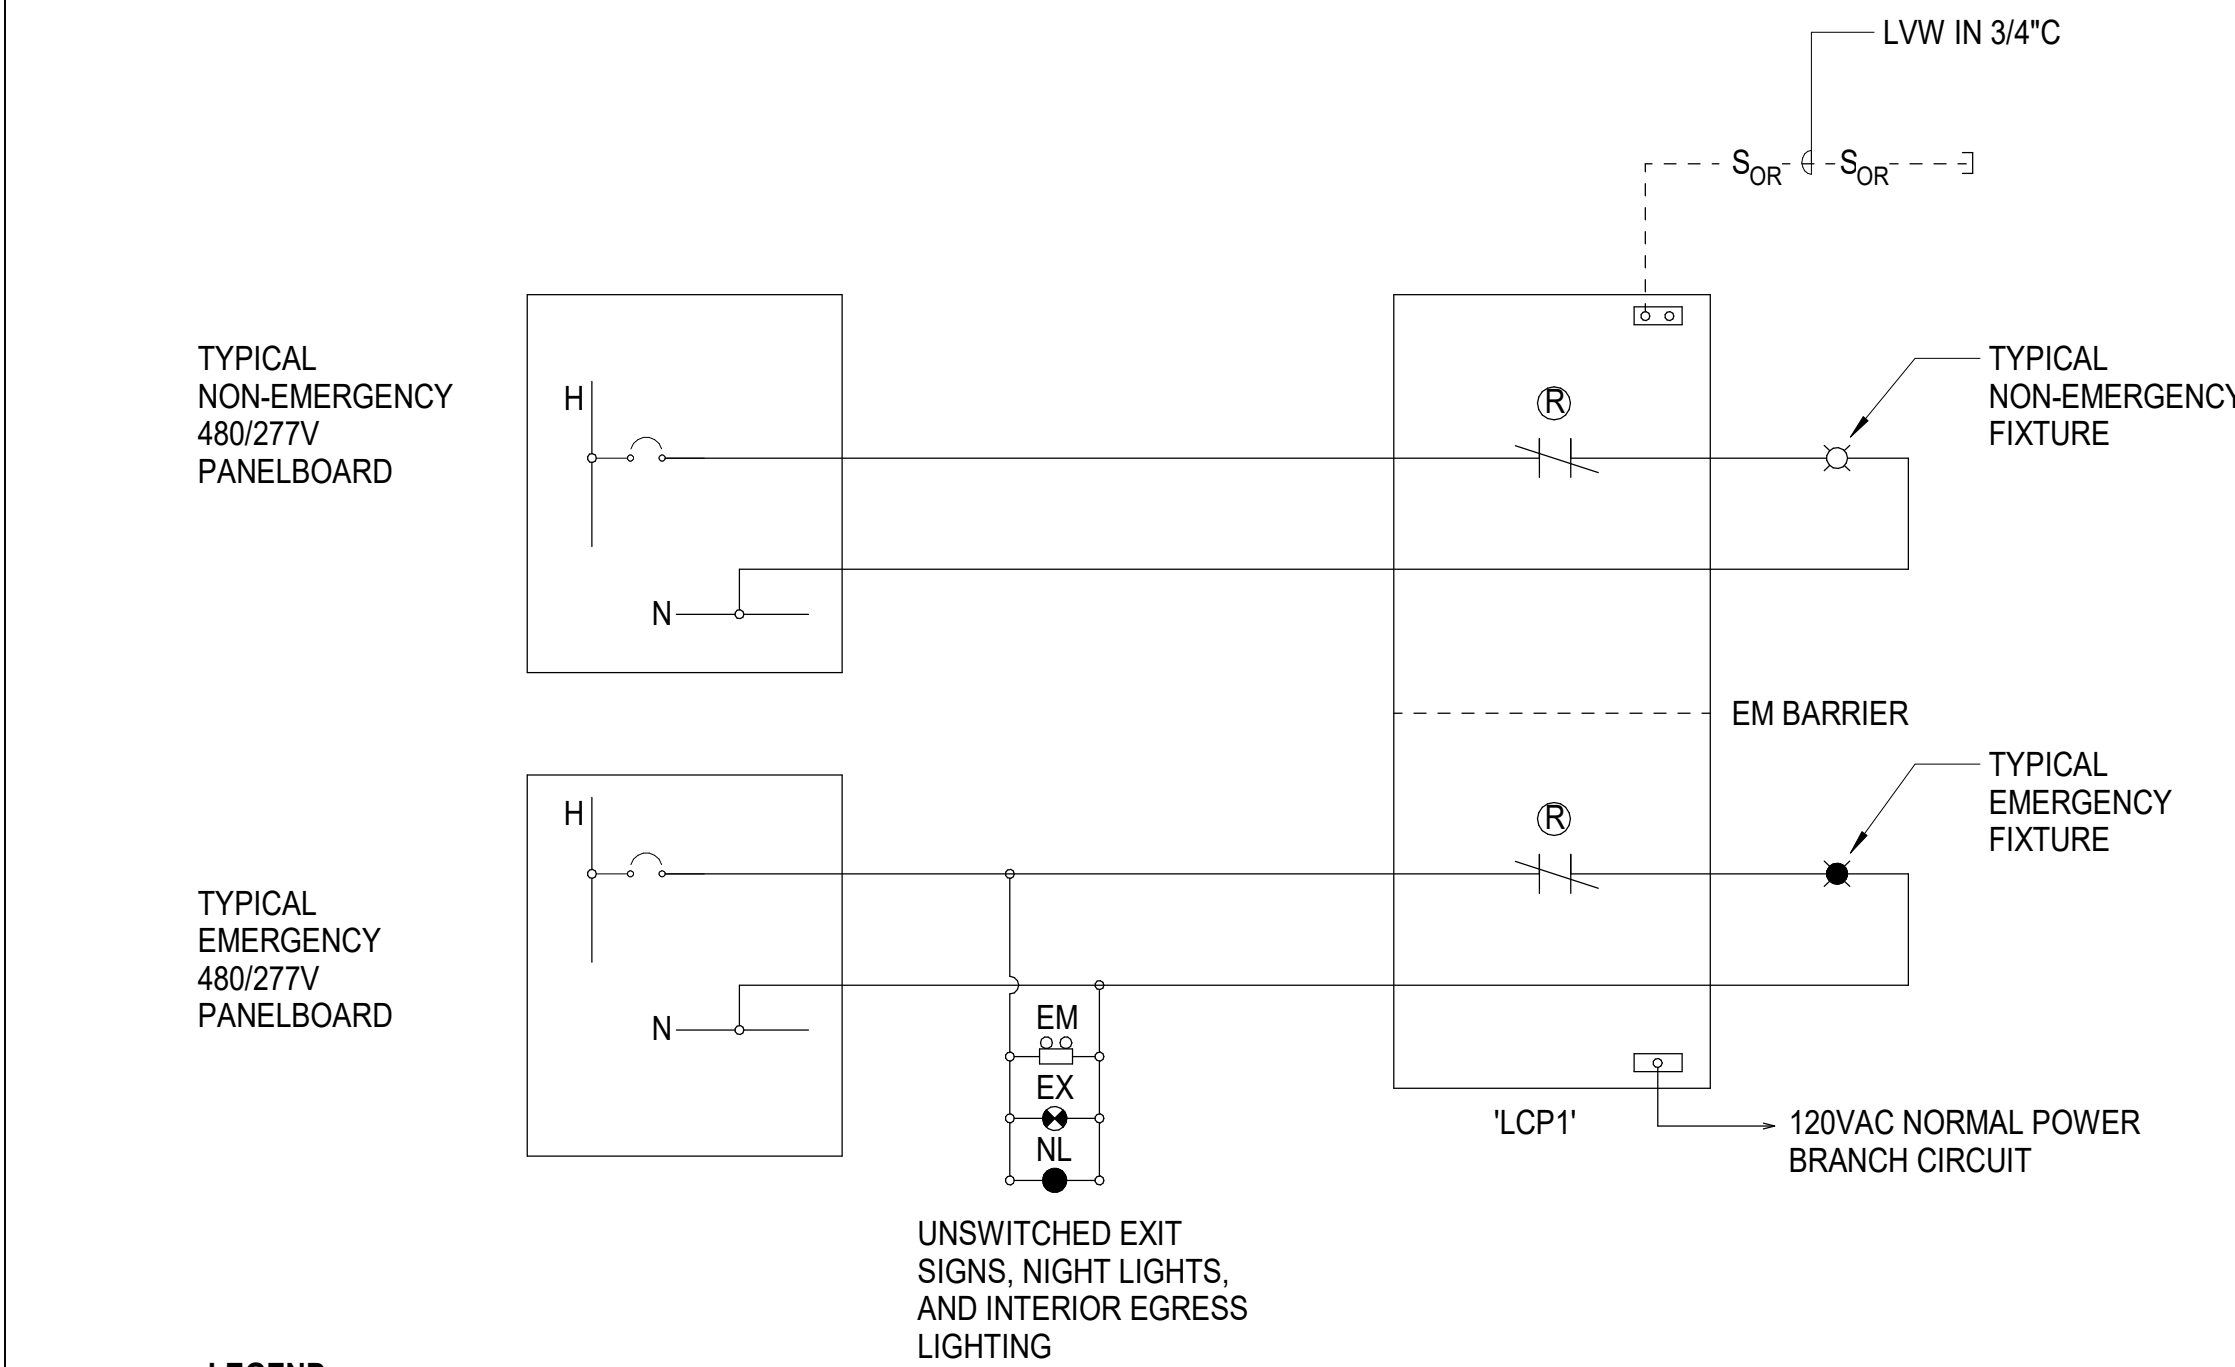 LVW IN 3/4"C
SOR
SOR
TYPICAL
NON-EMERGENCY
480/277V
PANELBOARD
H
N
R
TYPICAL
NON-EMERGENCY
FIXTURE
EM BARRIER
TYPICAL
EMERGENCY
FIXTURE
H
R
TYPICAL
EMERGENCY
480/277V
PANELBOARD
N
EM
EX
NL
'LCP1'
120VAC NORMAL POWER
BRANCH CIRCUIT
UNSWITCHED EXIT
SIGNS, NIGHT LIGHTS,
AND INTERIOR EGRESS
LIGHTING